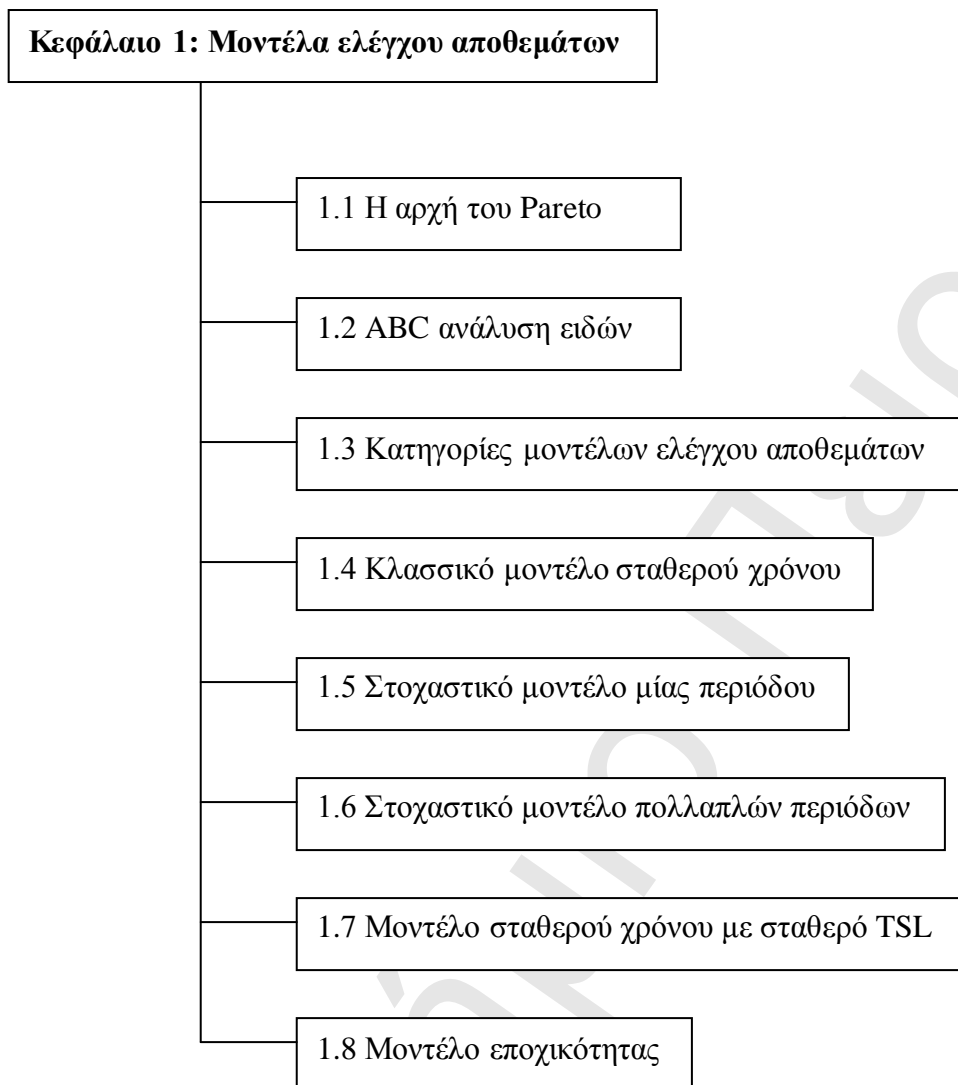 Κεφάλαιο 1: Μοντέλα ελέγχου αποθεμάτων
1.1 Η αρχή του Pareto
1.2 ABC ανάλυση ειδών
1.3 Κατηγορίες μοντέλων ελέγχου αποθεμάτων
1.4 Κλασσικό μοντέλο σταθερού χρόνου
1.5 Στοχαστικό μοντέλο μίας περιόδου
1.6 Στοχαστικό μοντέλο πολλαπλών περιόδων
1.7 Μοντέλο σταθερού χρόνου με σταθερό TSL
1.8 Μοντέλο εποχικότητας